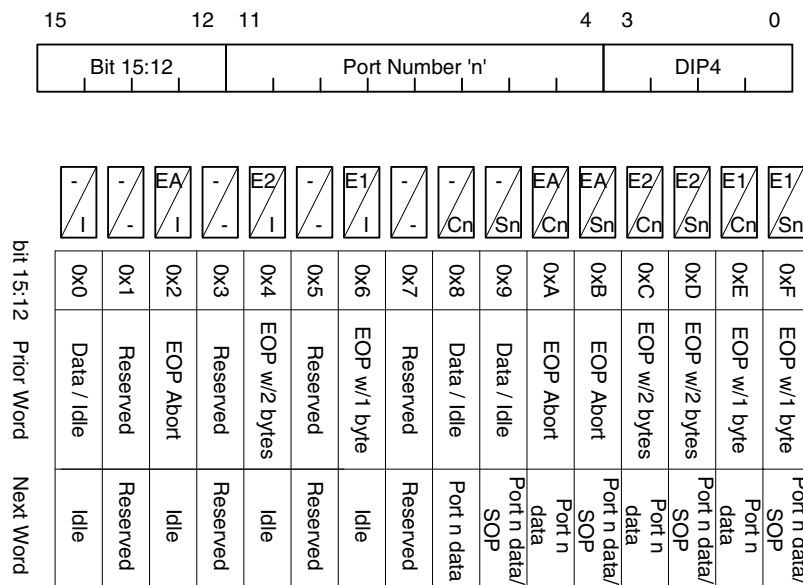 15 12 11 4 3 0
Bit 15:12 Port Number 'n' DIP4
- I - - EA I - - E2 I - - E1 I - - - Cn - Sn EA Cn EA Sn E2 Cn E2 Sn E1 Cn E1 Sn
bit 15:12 0x0 0x1 0x2 0x3 0x4 0x5 0x6 0x7 0x8 0x9 0xA 0xB 0xC 0xD 0xE 0xF
Prior Word Data / Idle Reserved EOP Abort Reserved EOP w/2 bytes Reserved EOP w/1 byte Reserved Data / Idle Data / Idle EOP Abort EOP Abort EOP w/2 bytes EOP w/2 bytes EOP w/1 byte EOP w/1 byte
Next Word Idle Reserved Idle Reserved Idle Reserved Idle Reserved Port n data Port n data/ SOP Port n data Port n data/ SOP Port n data Port n data/ SOP Port n data Port n data/ SOP